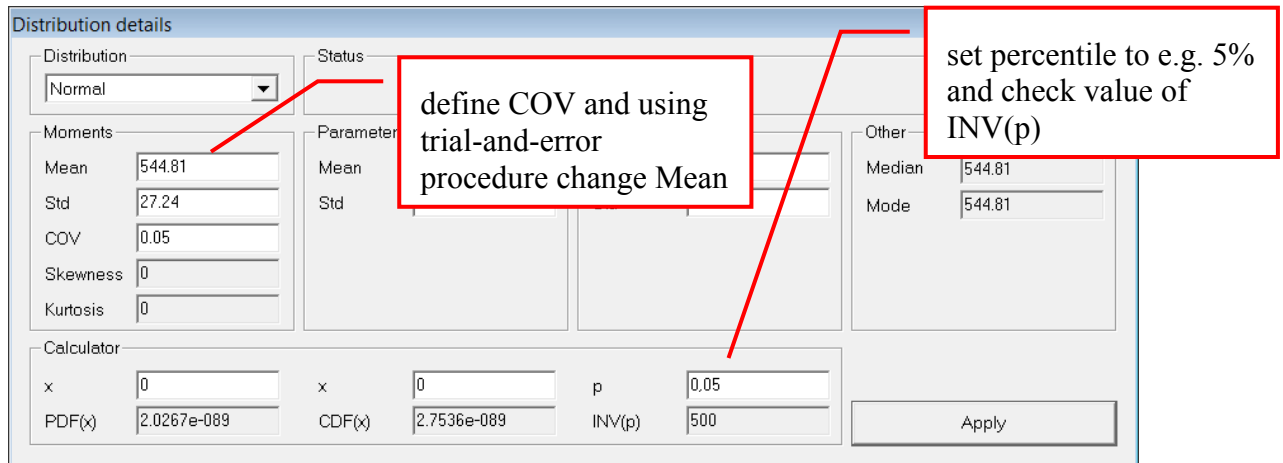 Distribution details
Distribution
Normal
Status
define COV and using
trial-and-error
procedure change Mean
set percentile to e.g. 5%
and check value of
INV(p)
Moments
Mean 544.81
Std 27.24
COV 0.05
Skewness 0
Kurtosis 0
Parameter
Mean
Std
Other
Median 544.81
Mode 544.81
Calculator
x 0 x 0 p 0,05
PDF(x) 2.0267e-089 CDF(x) 2.7536e-089 INV(p) 500
Apply